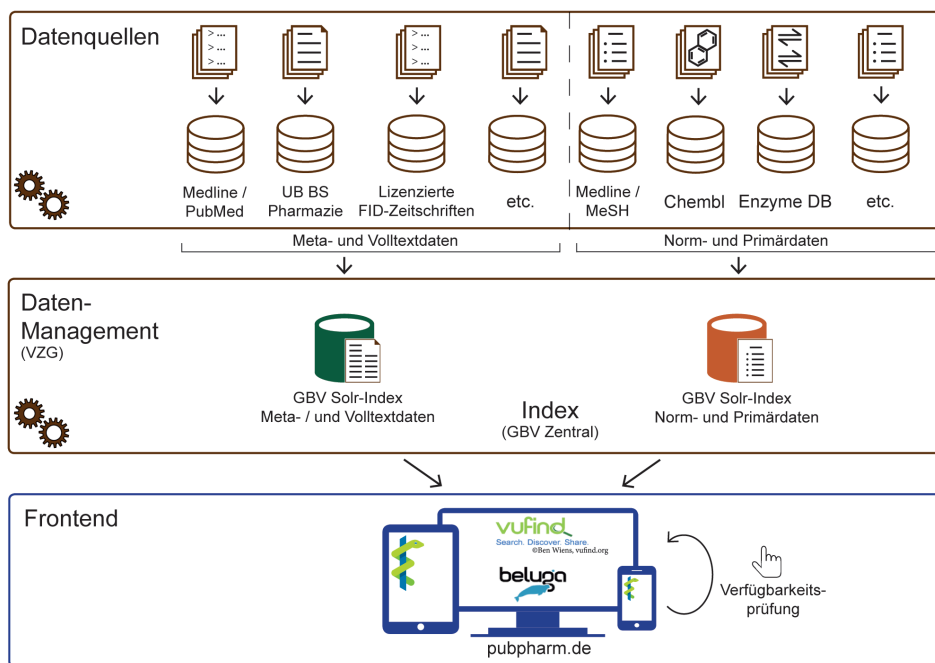 Datenquellen
> ...
> ...
> ...
> ...
> ...
> ...
Medline /
PubMed
UB BS
Pharmazie
Lizenzierte
FID-Zeitschriften
etc.
Medline /
MeSH
Chembl
Enzyme DB
etc.
Meta- und Volltextdaten
Norm- und Primärdaten
Daten-
Management
(VZG)
GBV Solr-Index
Meta- / und Volltextdaten
Index
(GBV Zentral)
GBV Solr-Index
Norm- und Primärdaten
Frontend
vufind
Search. Discover. Share.
©Ben Wiens, vufind.org
beluga
Verfügbarkeits-
prüfung
pubpharm.de